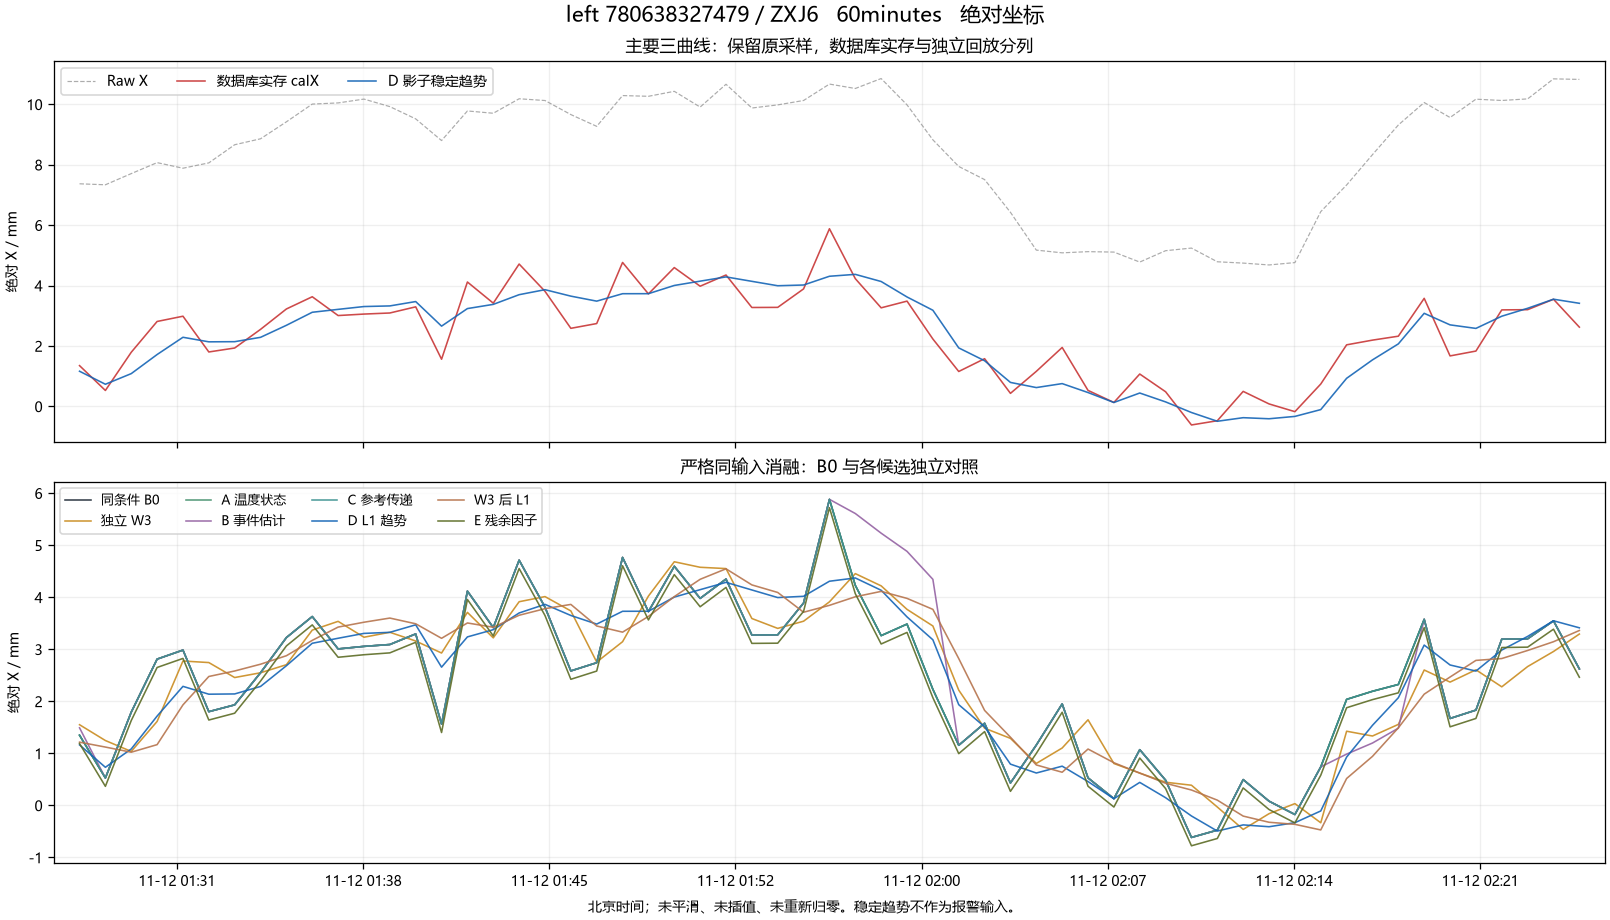 left 780638327479 / ZXJ6   60minutes   绝对坐标
主要三曲线：保留原采样，数据库实存与独立回放分列
Raw X
数据库实存 calX
D 影子稳定趋势
绝对 X / mm
10
8
6
4
2
0
严格同输入消融：B0 与各候选独立对照
同条件 B0
A 温度状态
C 参考传递
W3 后 L1
独立 W3
B 事件估计
D L1 趋势
E 残余因子
绝对 X / mm
6
5
4
3
2
1
0
-1
11-12 01:31
11-12 01:38
11-12 01:45
11-12 01:52
11-12 02:00
11-12 02:07
11-12 02:14
11-12 02:21
北京时间；未平滑、未插值、未重新归零。稳定趋势不作为报警输入。